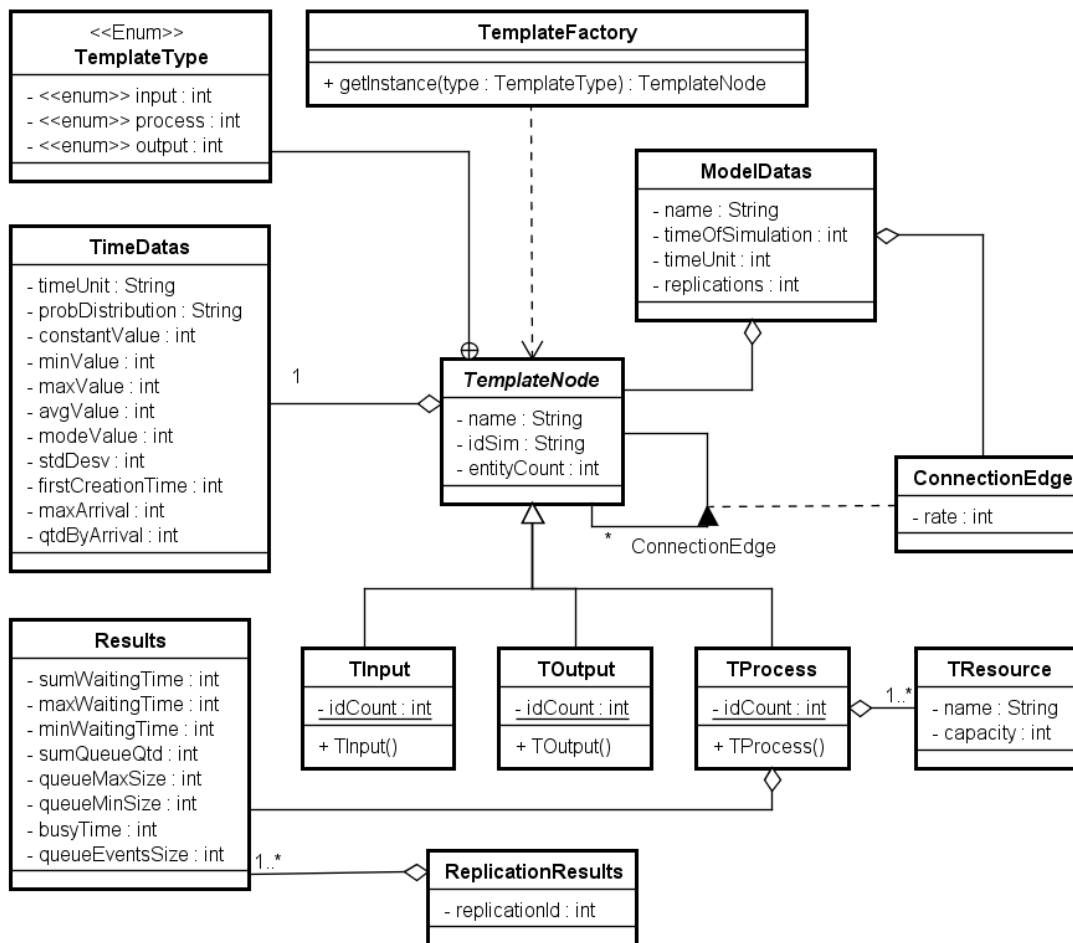 <<Enum>>
TemplateType
- <<enum>> input : int
- <<enum>> process : int
- <<enum>> output : int
TemplateFactory
+ getInstance(type : TemplateType) : TemplateNode
ModelDatas
- name : String
- timeOfSimulation : int
- timeUnit : int
- replications : int
TimeDatas
- timeUnit : String
- probDistribution : String
- constantValue : int
- minValue : int
- maxValue : int
- avgValue : int
- modeValue : int
- stdDesv : int
- firstCreationTime : int
- maxArrival : int
- qtdByArrival : int
1
TemplateNode
- name : String
- idSim : String
- entityCount : int
*
ConnectionEdge
ConnectionEdge
- rate : int
Results
- sumWaitingTime : int
- maxWaitingTime : int
- minWaitingTime : int
- sumQueueQtd : int
- queueMaxSize : int
- queueMinSize : int
- busyTime : int
- queueEventsSize : int
1..*
TInput
- idCount : int
+ TInput()
TOutput
- idCount : int
+ TOutput()
TProcess
- idCount : int
+ TProcess()
1..*
TResource
- name : String
- capacity : int
ReplicationResults
- replicationId : int